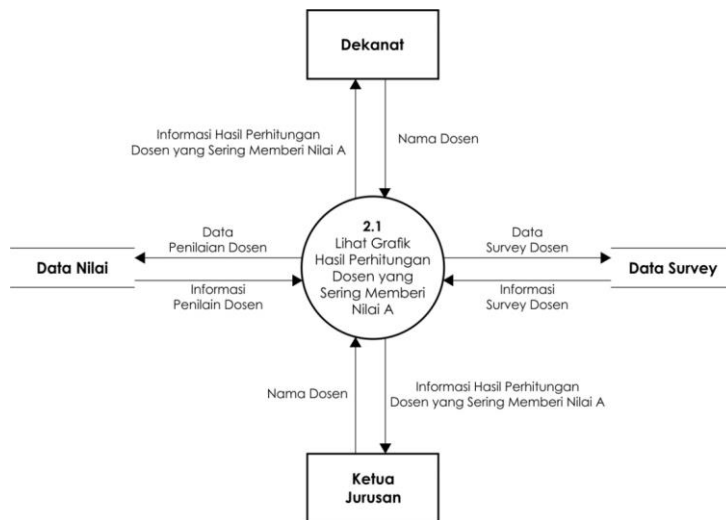 Dekanat
Informasi Hasil Perhitungan
Dosen yang Sering Memberi Nilai A
Nama Dosen
Data
Penilaian Dosen
2.1
Lihat Grafik
Hasil Perhitungan
Dosen yang
Sering Memberi
Nilai A
Data
Survey Dosen
Data Nilai
Data Survey
Informasi
Penilain Dosen
Informasi
Survey Dosen
Nama Dosen
Informasi Hasil Perhitungan
Dosen yang Sering Memberi Nilai A
Ketua
Jurusan